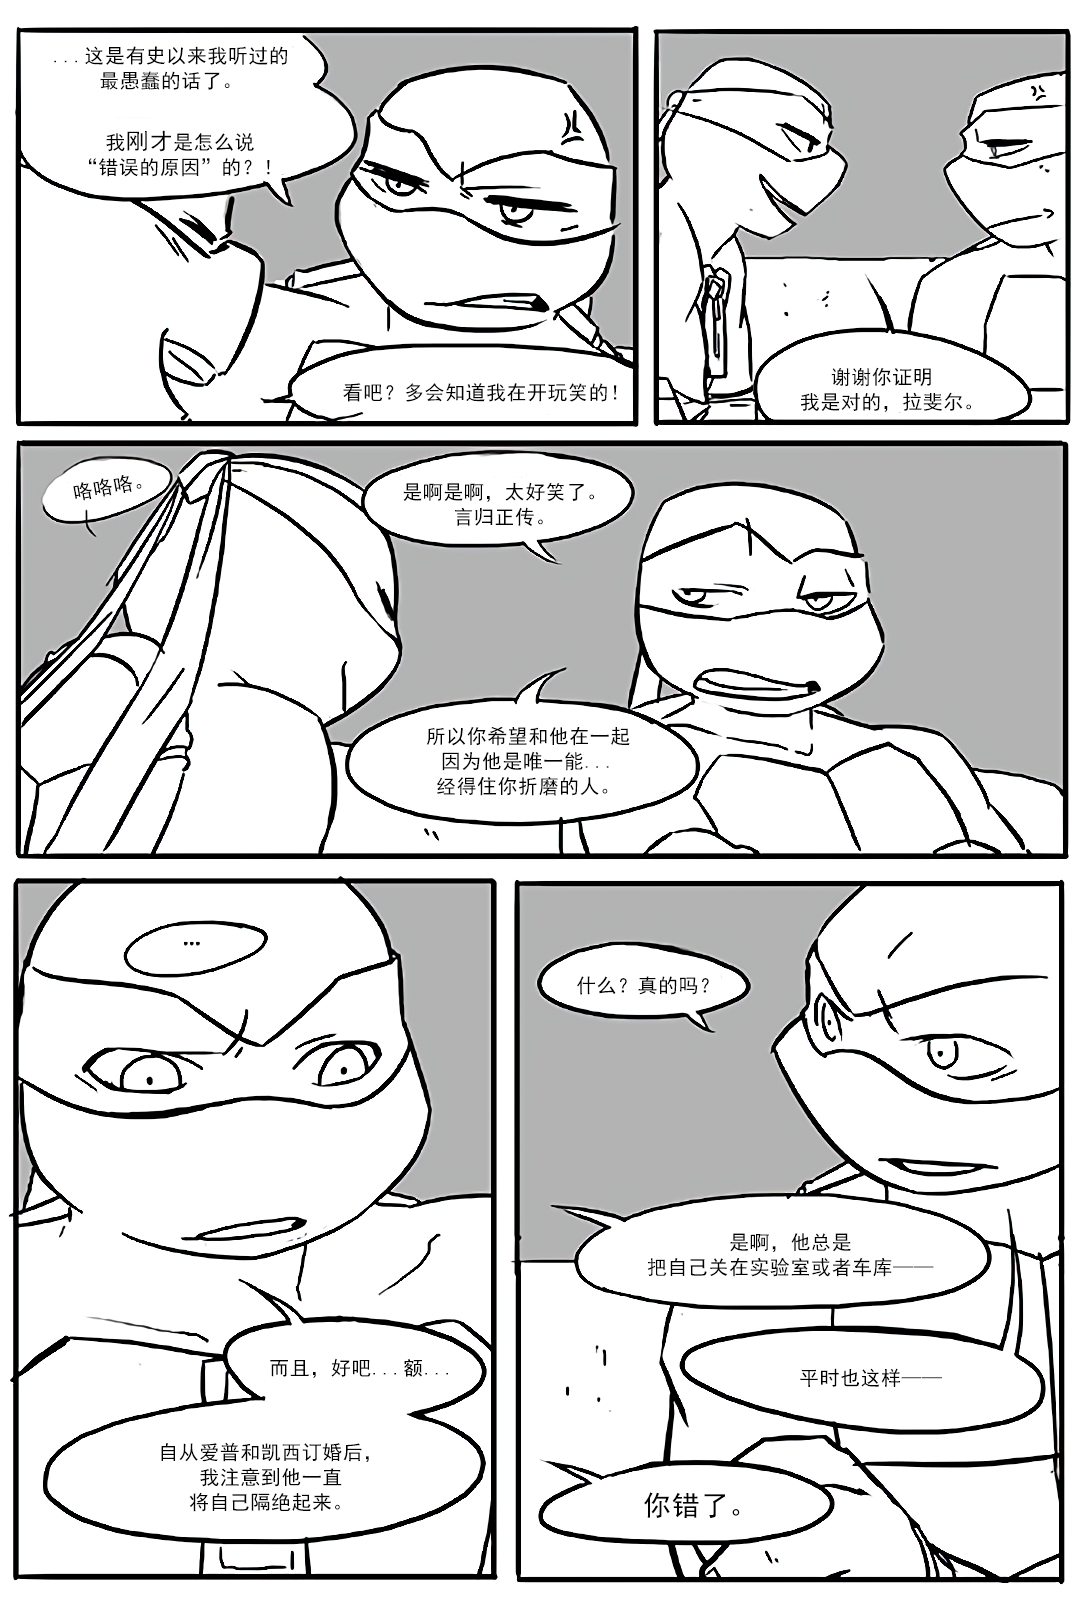 ...这是有史以来我听过的
最愚蠢的话了。
我刚才是怎么说
“错误的原因”的？！
看吧？多会知道我在开玩笑的！
谢谢你证明
我是对的，拉斐尔。
咯咯咯。
是啊是啊，太好笑了。
言归正传。
所以你希望和他在一起
因为他是唯一能...
经得住你折磨的人。
...
而且，好吧...额...
自从爱普和凯西订婚后，
我注意到他一直
将自己隔绝起来。
什么？真的吗？
是啊，他总是
把自己关在实验室或者车库——
平时也这样——
你错了。